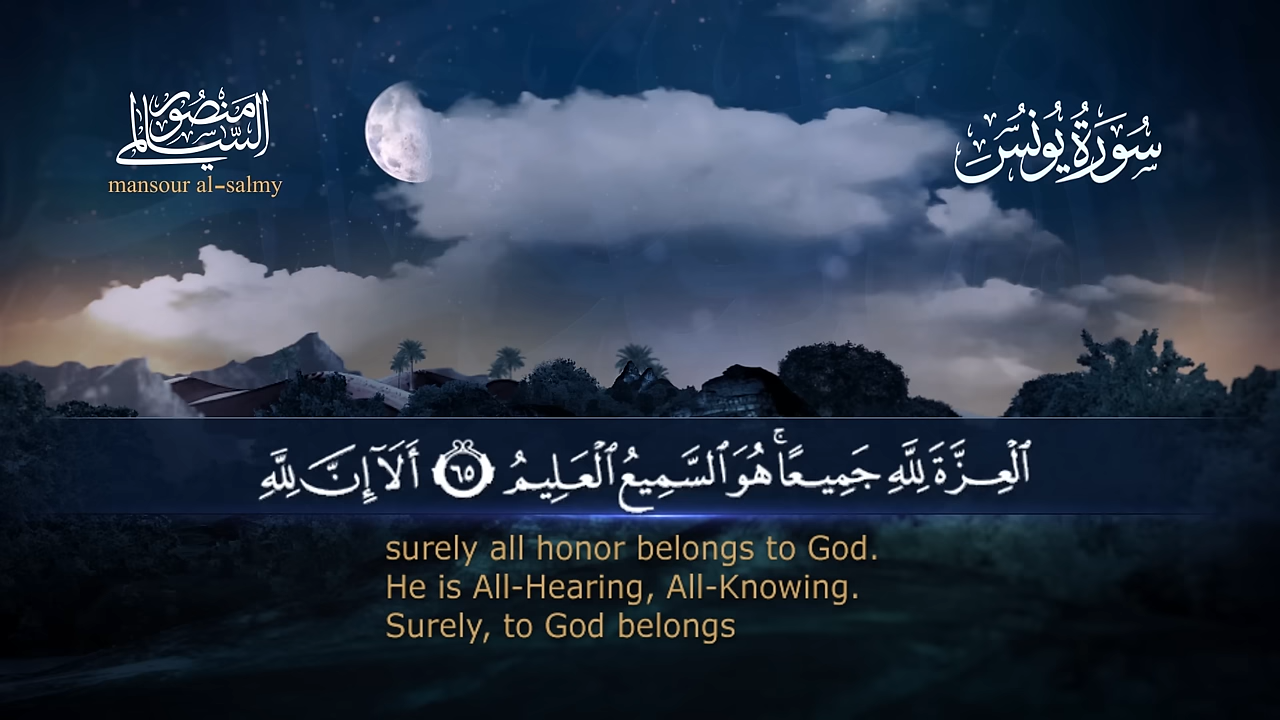 منصور السالمي
mansour al-salmy
سُورَةُ يُونُسَ
ٱلۡعِزَّةَ لِلَّهِ جَمِيعًاۚ هُوَ ٱلسَّمِيعُ ٱلۡعَلِيمُ ٦٥ أَلَآ إِنَّ لِلَّهِ
surely all honor belongs to God.
He is All-Hearing, All-Knowing.
Surely, to God belongs